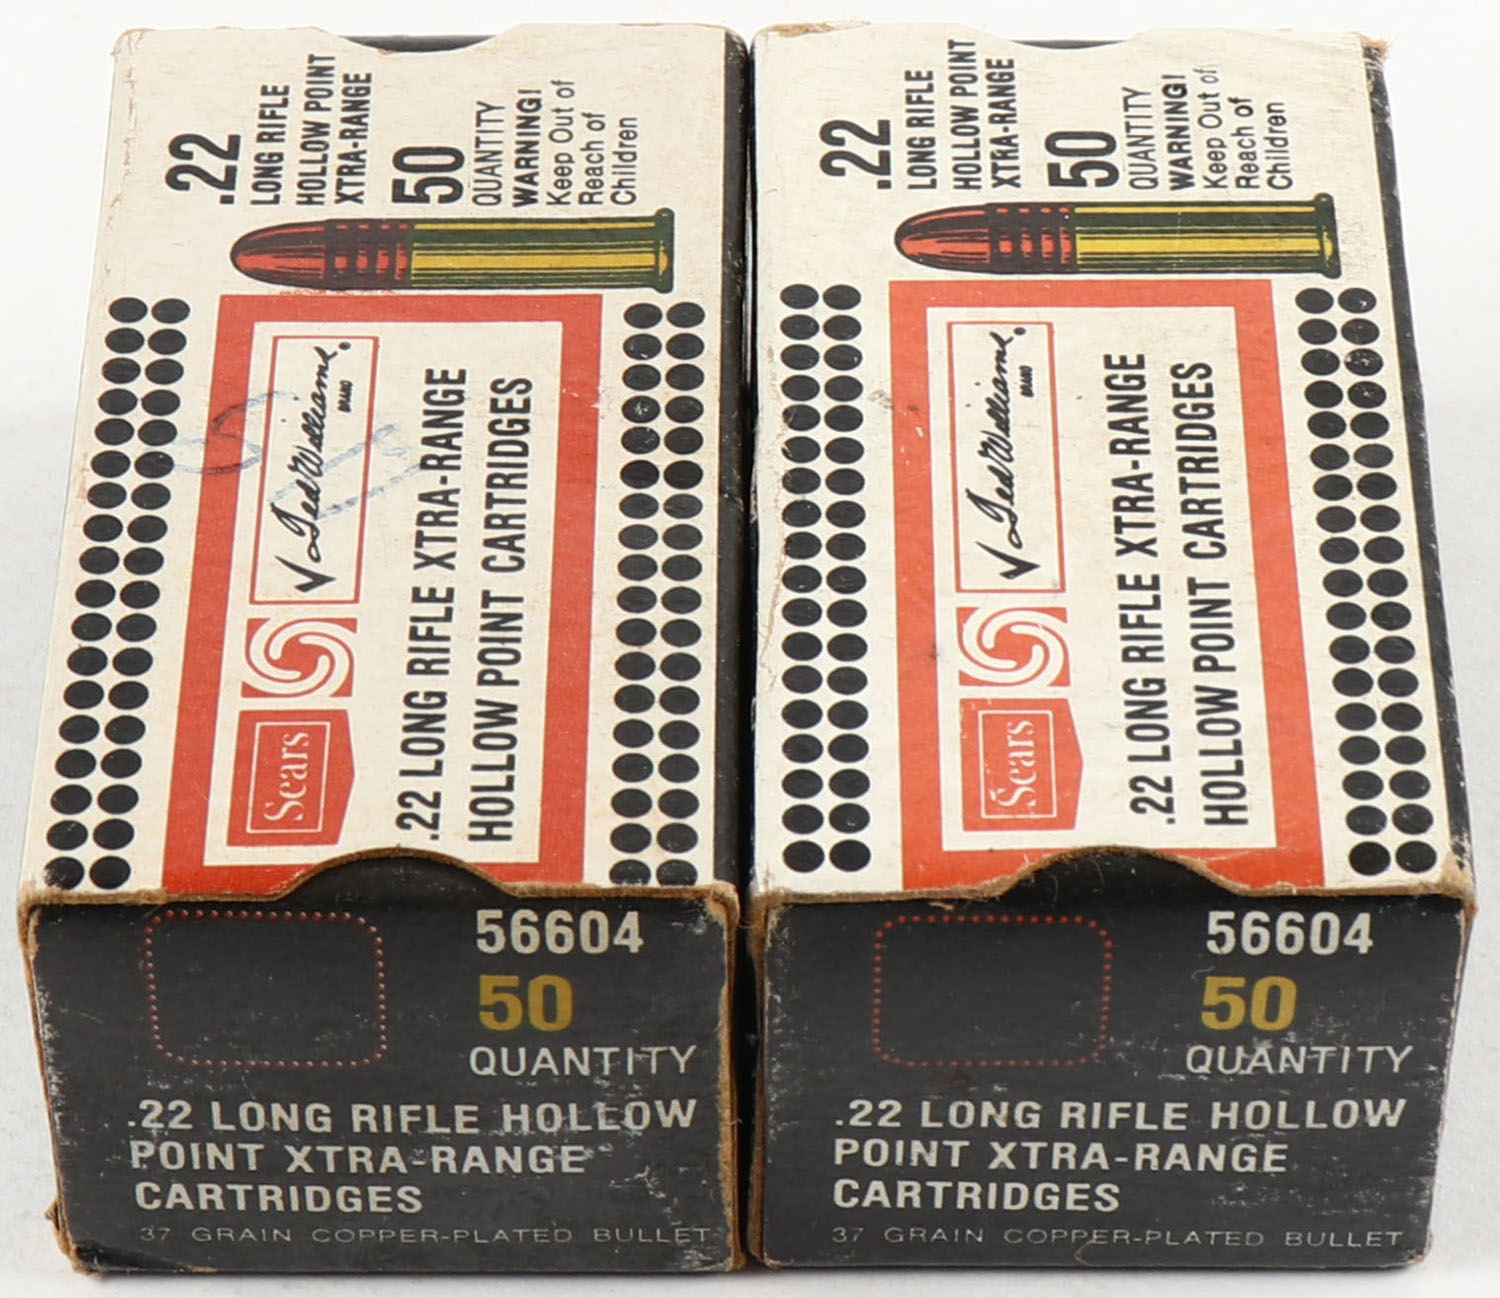 .22
LONG RIFLE
HOLLOW POINT
XTRA-RANGE
50
QUANTITY
WARNING!
Keep Out of
Reach of
Children
Sears
Ted Williams
BRAND
.22 LONG RIFLE XTRA-RANGE
HOLLOW POINT CARTRIDGES
56604
50
QUANTITY
.22 LONG RIFLE HOLLOW
POINT XTRA-RANGE
CARTRIDGES
37 GRAIN COPPER-PLATED BULLET
.22
LONG RIFLE
HOLLOW POINT
XTRA-RANGE
50
QUANTITY
WARNING!
Keep Out of
Reach of
Children
Sears
Ted Williams
BRAND
.22 LONG RIFLE XTRA-RANGE
HOLLOW POINT CARTRIDGES
56604
50
QUANTITY
.22 LONG RIFLE HOLLOW
POINT XTRA-RANGE
CARTRIDGES
37 GRAIN COPPER-PLATED BULLET